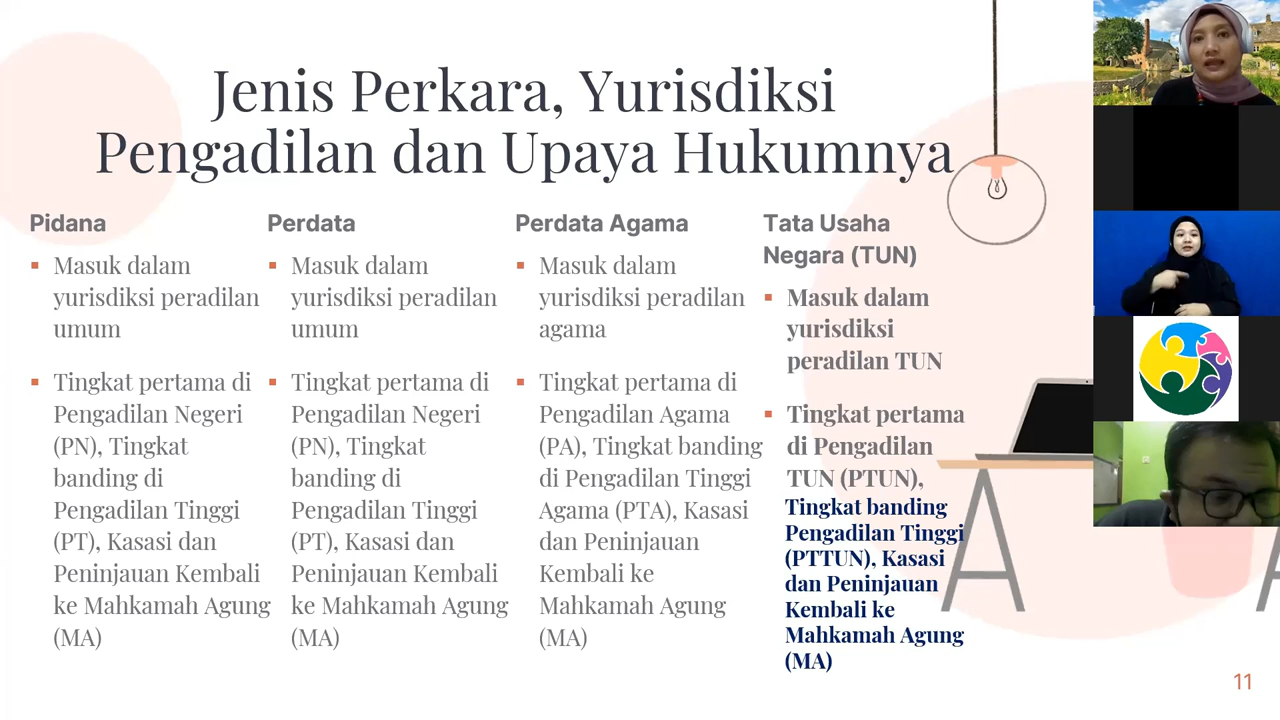 Jenis Perkara, Yurisdiksi
Pengadilan dan Upaya Hukumnya
Pidana
Masuk dalam
yurisdiksi peradilan
umum
Tingkat pertama di
Pengadilan Negeri
(PN), Tingkat
banding di
Pengadilan Tinggi
(PT), Kasasi dan
Peninjauan Kembali
ke Mahkamah Agung
(MA)
Perdata
Masuk dalam
yurisdiksi peradilan
umum
Tingkat pertama di
Pengadilan Negeri
(PN), Tingkat
banding di
Pengadilan Tinggi
(PT), Kasasi dan
Peninjauan Kembali
ke Mahkamah Agung
(MA)
Perdata Agama
Masuk dalam
yurisdiksi peradilan
agama
Tingkat pertama di
Pengadilan Agama
(PA), Tingkat banding
di Pengadilan Tinggi
Agama (PTA), Kasasi
dan Peninjauan
Kembali ke
Mahkamah Agung
(MA)
Tata Usaha
Negara (TUN)
Masuk dalam
yurisdiksi
peradilan TUN
Tingkat pertama
di Pengadilan
TUN (PTUN),
Tingkat banding
Pengadilan Tinggi
(PTTUN), Kasasi
dan Peninjauan
Kembali ke
Mahkamah Agung
(MA)
11